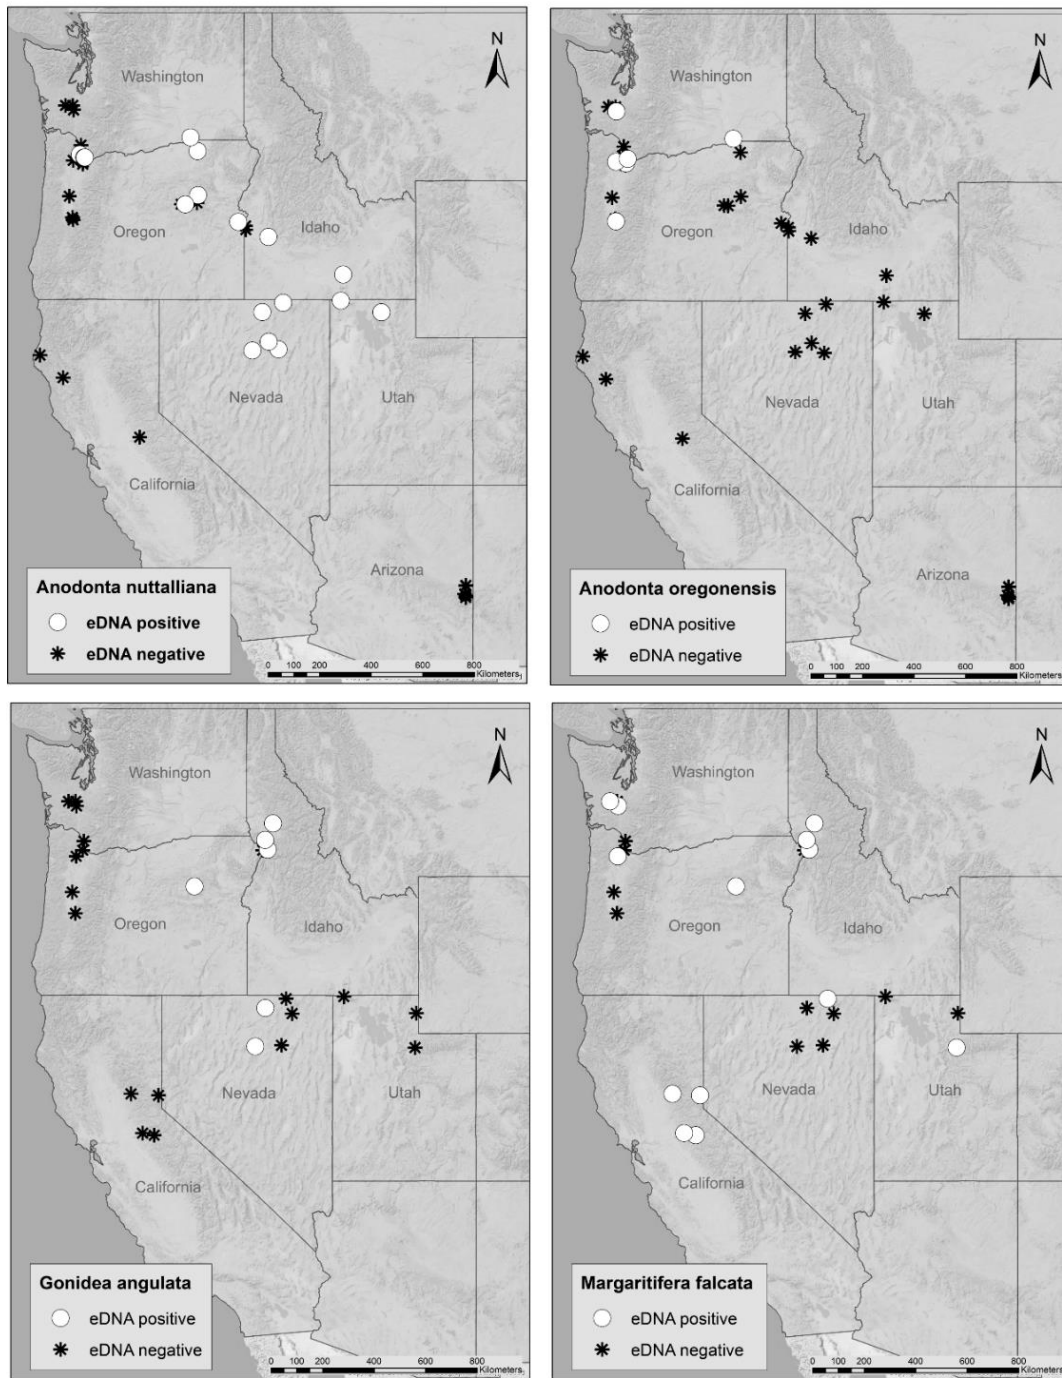 N
Washington
Oregon
Idaho
Nevada
Utah
California
Arizona
Anodonta nuttalliana
eDNA positive
eDNA negative
0 100 200 400 600 800
Kilometers
N
Washington
Oregon
Idaho
Nevada
Utah
California
Arizona
Anodonta oregonensis
eDNA positive
eDNA negative
0 100 200 400 600 800
Kilometers
N
Washington
Oregon
Idaho
Nevada
Utah
California
Gonidea angulata
eDNA positive
eDNA negative
0 100 200 400 600 800
Kilometers
N
Washington
Oregon
Idaho
Nevada
Utah
California
Margaritifera falcata
eDNA positive
eDNA negative
0 100 200 400 600 800
Kilometers